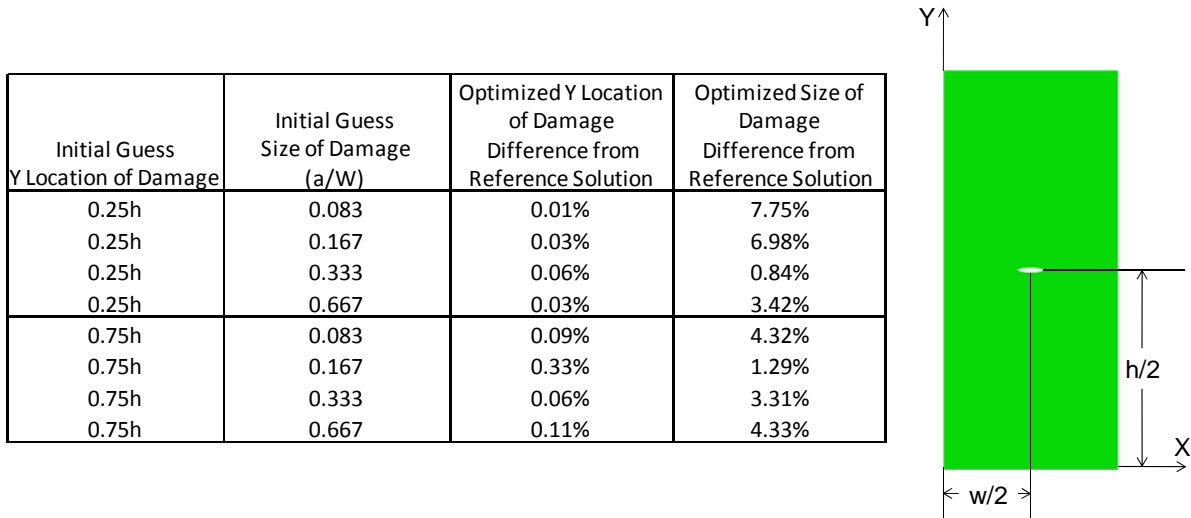 Initial Guess
Y Location of Damage
Initial Guess
Size of Damage
(a/W)
Optimized Y Location
of Damage
Difference from
Reference Solution
Optimized Size of
Damage
Difference from
Reference Solution
0.25h 0.083 0.01% 7.75%
0.25h 0.167 0.03% 6.98%
0.25h 0.333 0.06% 0.84%
0.25h 0.667 0.03% 3.42%
0.75h 0.083 0.09% 4.32%
0.75h 0.167 0.33% 1.29%
0.75h 0.333 0.06% 3.31%
0.75h 0.667 0.11% 4.33%
Y
h/2
X
w/2